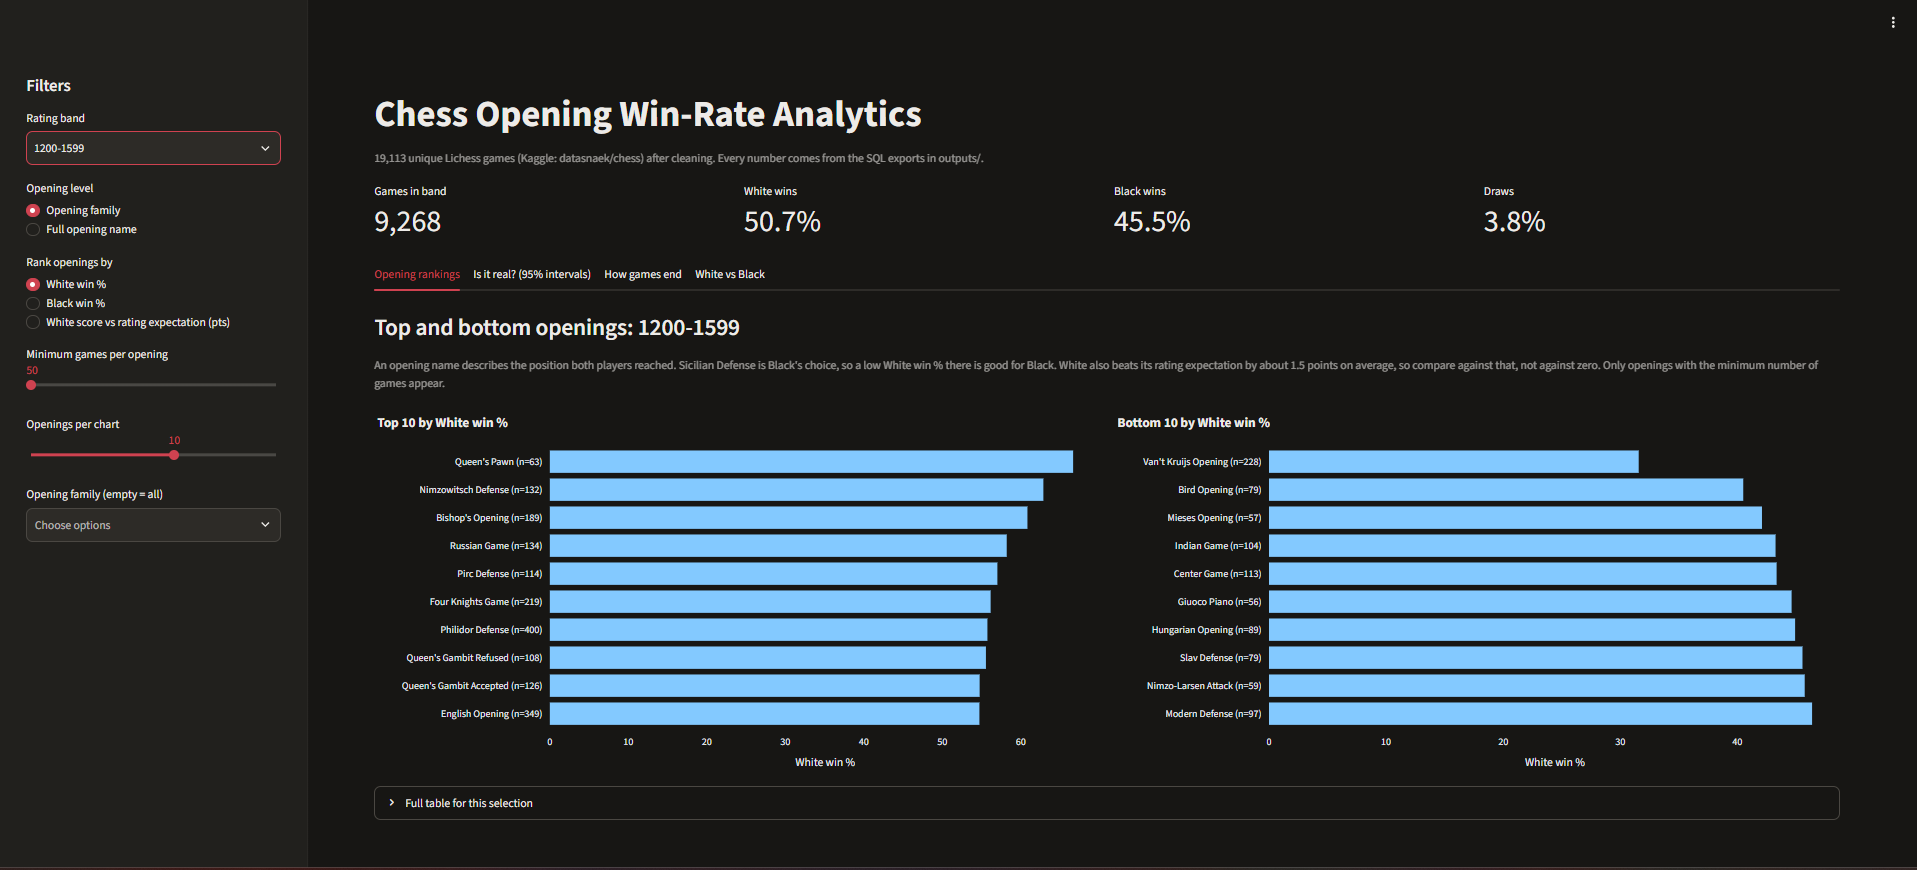 Filters
Rating band
1200-1599
Opening level
Opening family
Full opening name
Rank openings by
White win %
Black win %
White score vs rating expectation (pts)
Minimum games per opening
50
Openings per chart
10
Opening family (empty = all)
Choose options
Chess Opening Win-Rate Analytics
19,113 unique Lichess games (Kaggle: datasnaek/chess) after cleaning. Every number comes from the SQL exports in outputs/.
Games in band
9,268
White wins
50.7%
Black wins
45.5%
Draws
3.8%
Opening rankings Is it real? (95% intervals) How games end White vs Black
Top and bottom openings: 1200-1599
An opening name describes the position both players reached. Sicilian Defense is Black's choice, so a low White win % there is good for Black. White also beats its rating expectation by about 1.5 points on average, so compare against that, not against zero. Only openings with the minimum number of
games appear.
Top 10 by White win %
Queen's Pawn (n=63)
Nimzowitsch Defense (n=132)
Bishop's Opening (n=189)
Russian Game (n=134)
Pirc Defense (n=114)
Four Knights Game (n=219)
Philidor Defense (n=400)
Queen's Gambit Refused (n=108)
Queen's Gambit Accepted (n=126)
English Opening (n=349)
0 10 20 30 40 50 60
White win %
Bottom 10 by White win %
Van't Kruijs Opening (n=228)
Bird Opening (n=79)
Mieses Opening (n=57)
Indian Game (n=104)
Center Game (n=113)
Giuoco Piano (n=56)
Hungarian Opening (n=89)
Slav Defense (n=79)
Nimzo-Larsen Attack (n=59)
Modern Defense (n=97)
0 10 20 30 40
White win %
Full table for this selection